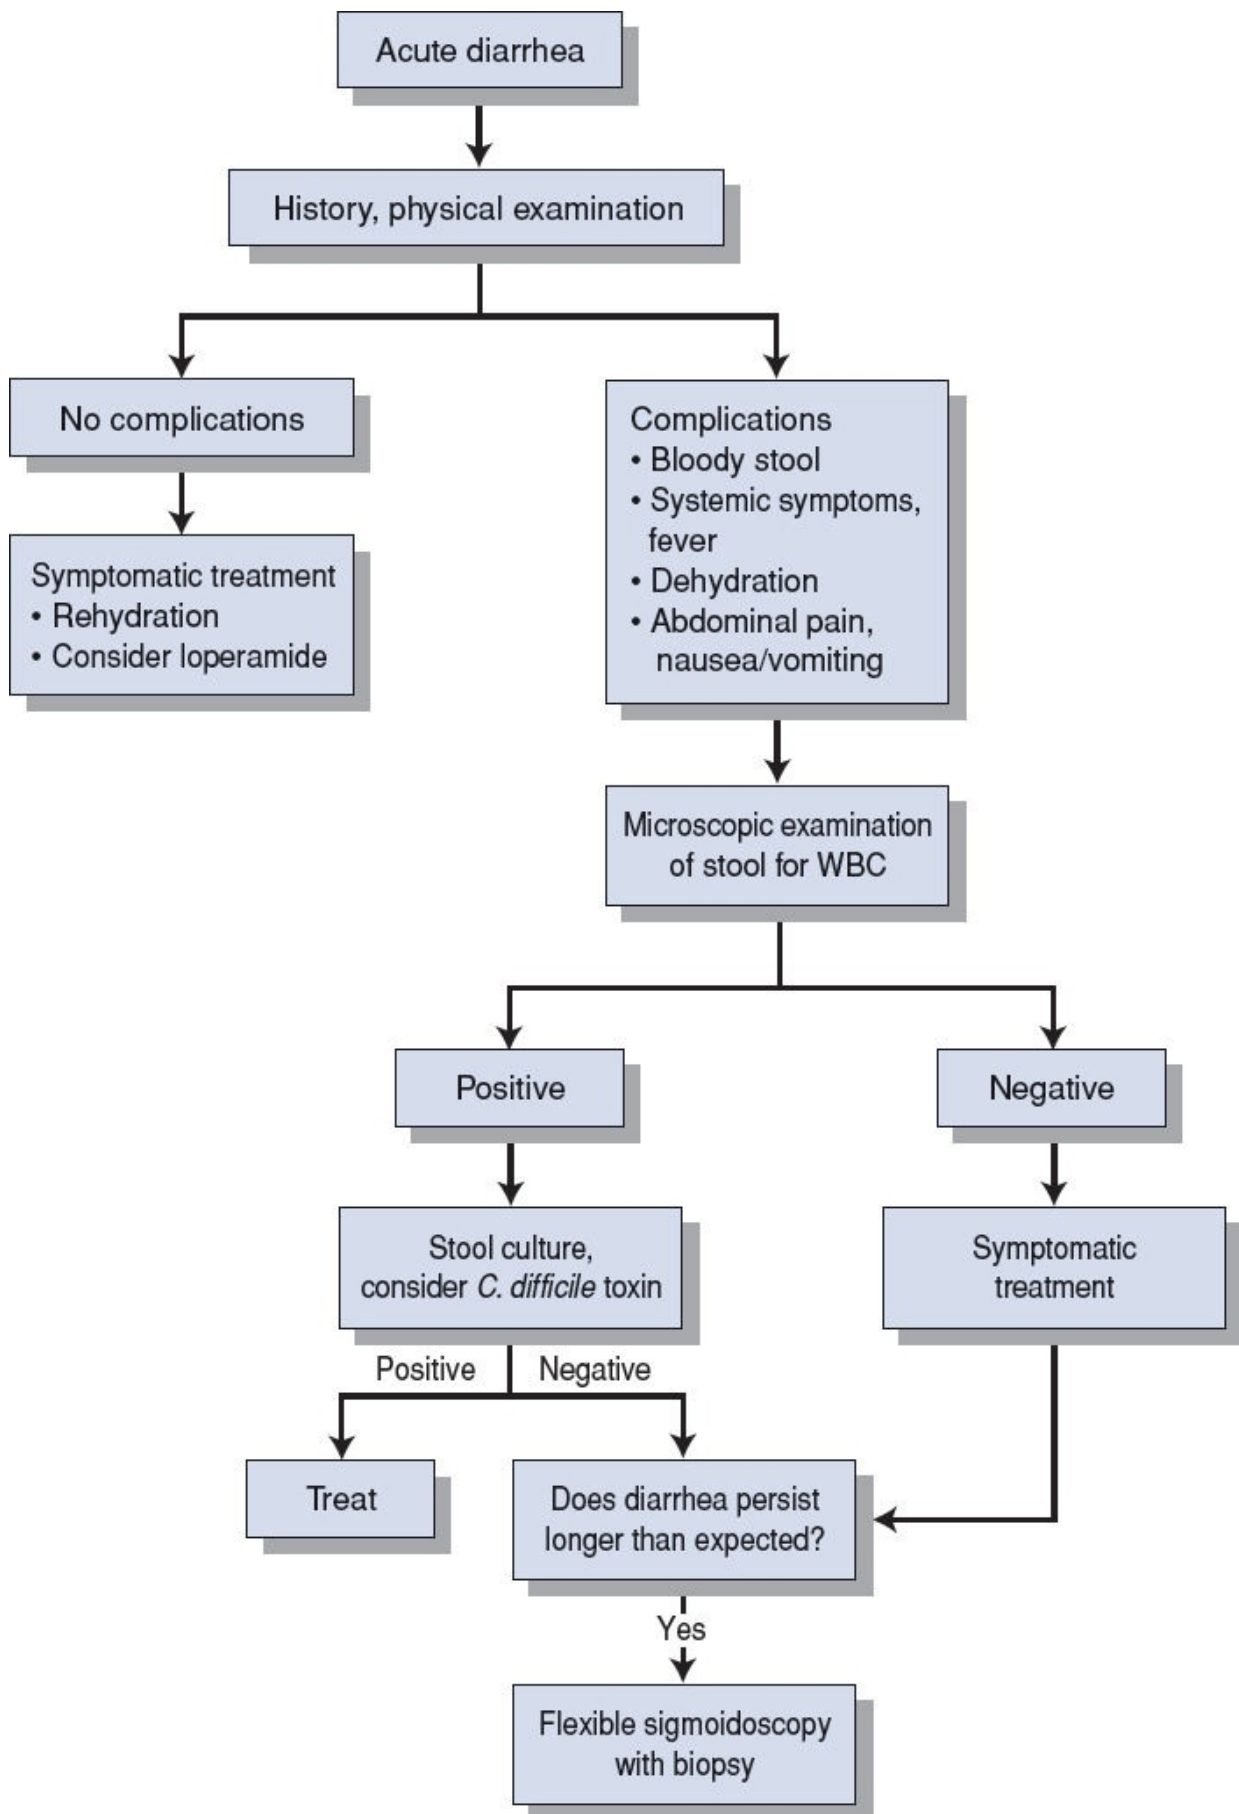 Acute diarrhea
History, physical examination
No complications
Symptomatic treatment
• Rehydration
• Consider loperamide
Complications
• Bloody stool
• Systemic symptoms,
fever
• Dehydration
• Abdominal pain,
nausea/vomiting
Microscopic examination
of stool for WBC
Positive
Negative
Stool culture,
consider C. difficile toxin
Symptomatic
treatment
Positive
Negative
Treat
Does diarrhea persist
longer than expected?
Yes
Flexible sigmoidoscopy
with biopsy